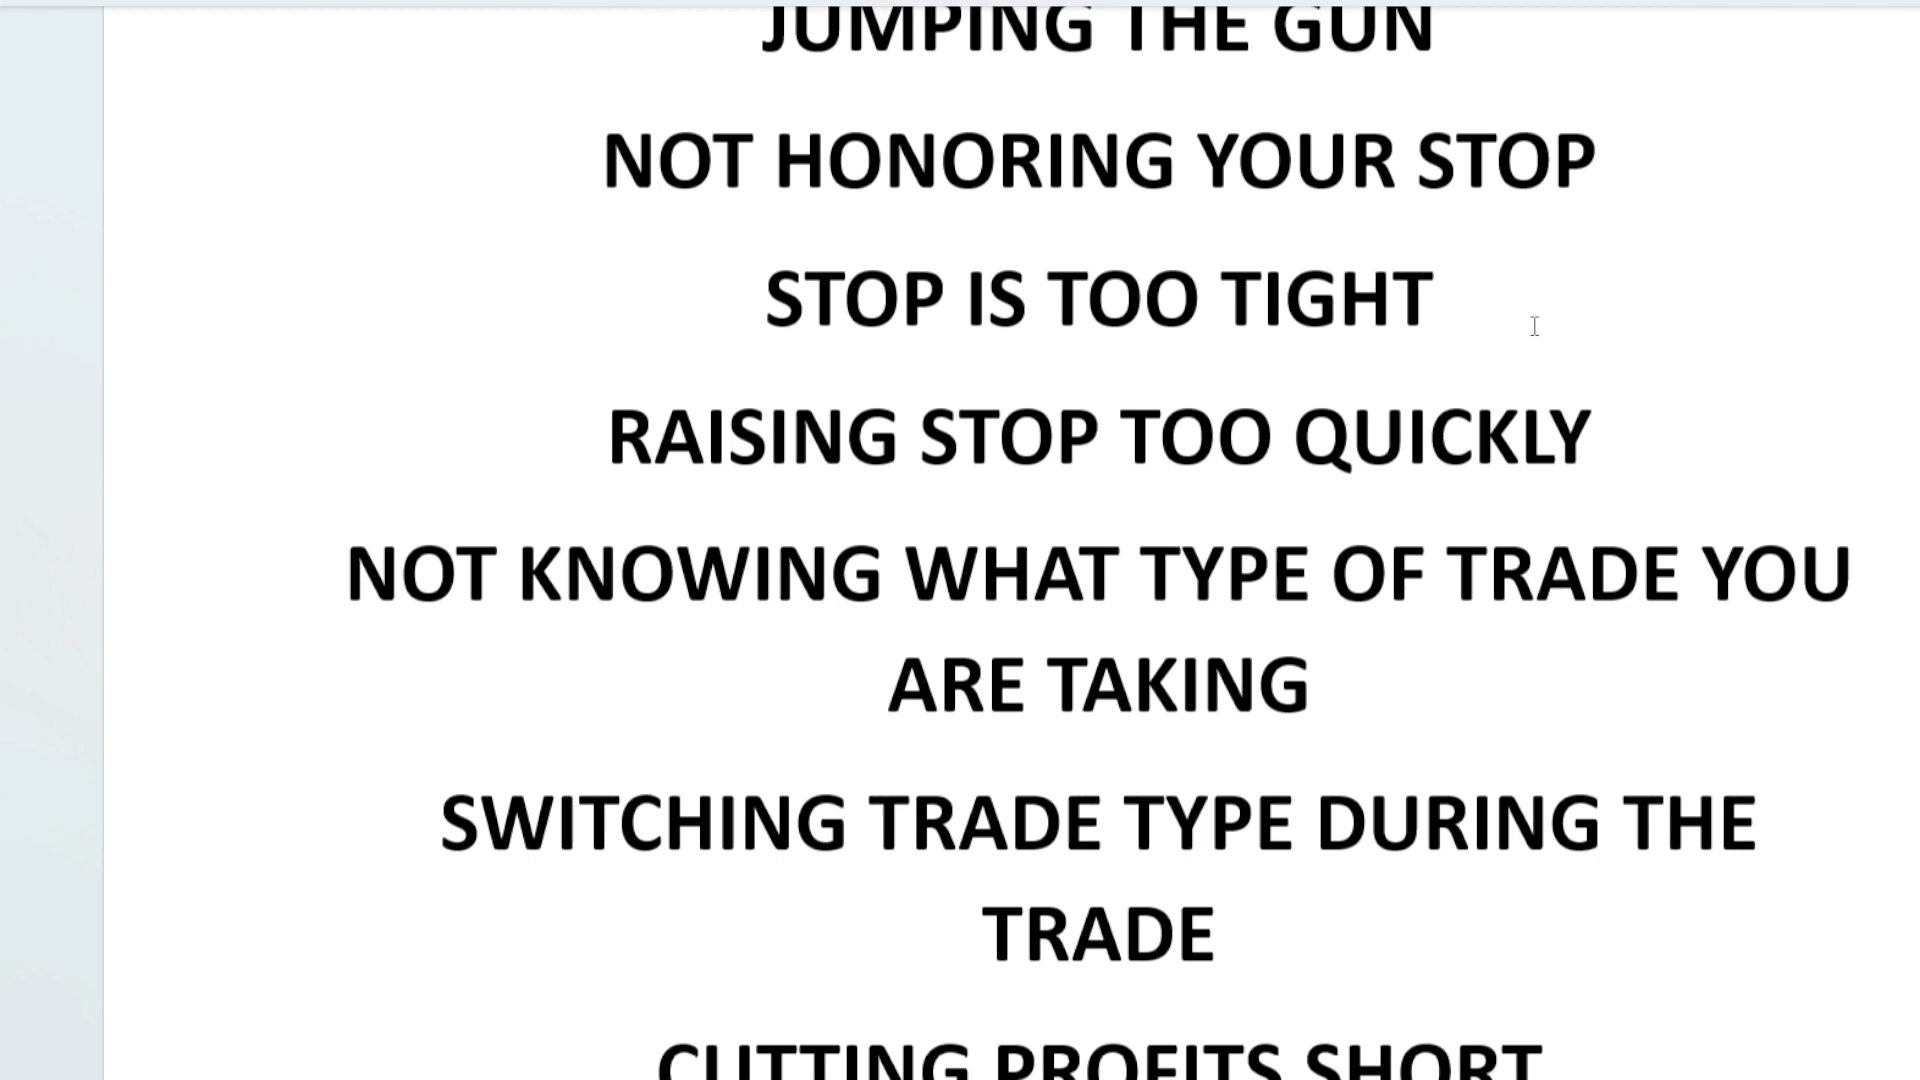 JUMPING THE GUN
NOT HONORING YOUR STOP
STOP IS TOO TIGHT
RAISING STOP TOO QUICKLY
NOT KNOWING WHAT TYPE OF TRADE YOU
ARE TAKING
SWITCHING TRADE TYPE DURING THE
TRADE
CUTTING PROFITS SHORT